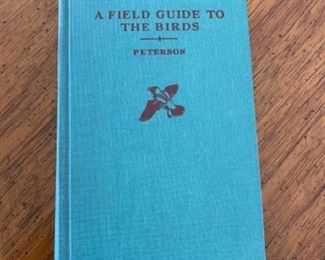 A FIELD GUIDE TO
THE BIRDS
PETERSON